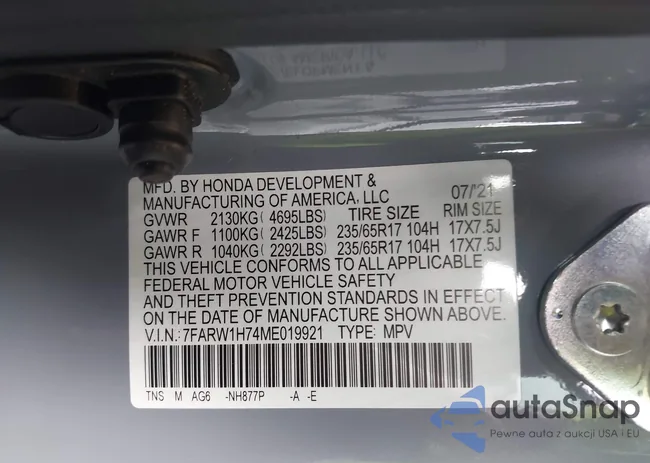 MFD. BY HONDA DEVELOPMENT &
MANUFACTURING OF AMERICA, LLC 07/'21
GVWR 2130KG( 4695LBS) TIRE SIZE RIM SIZE
GAWR F 1100KG( 2425LBS) 235/65R17 104H 17X7.5J
GAWR R 1040KG( 2292LBS) 235/65R17 104H 17X7.5J
THIS VEHICLE CONFORMS TO ALL APPLICABLE
FEDERAL MOTOR VEHICLE SAFETY
AND THEFT PREVENTION STANDARDS IN EFFECT
ON THE DATE OF MANUFACTURE SHOWN ABOVE.
V.I.N.: 7FARW1H74ME019921 TYPE: MPV
TNS M AG6 -NH877P -A -E
autaSnap
Pewne auta z aukcji USA i EU